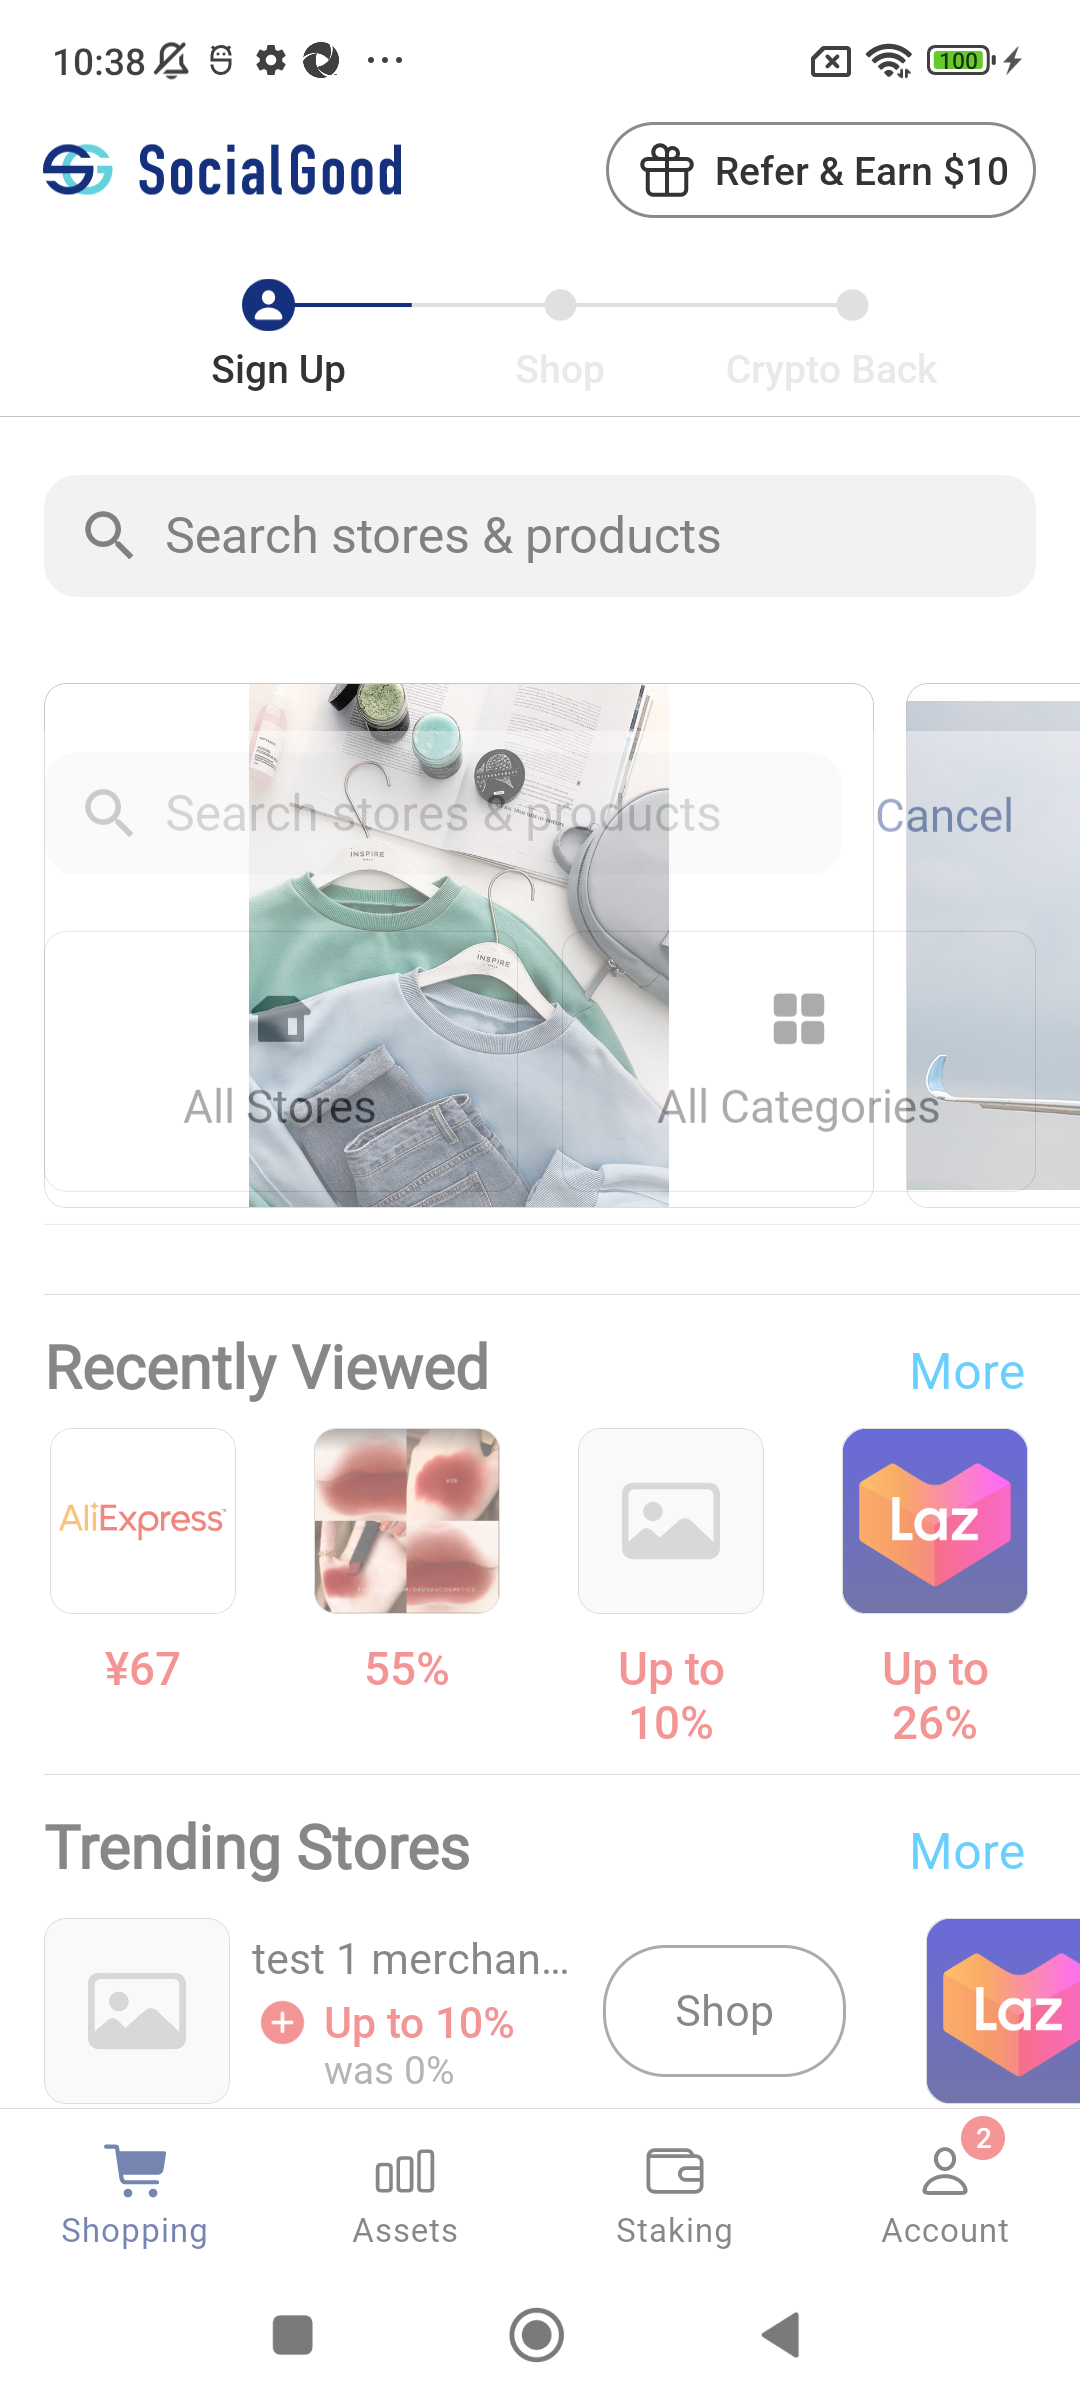 10:38
100
SocialGood
Refer & Earn $10
Sign Up
Shop
Crypto Back
Search stores & products
Search stores & products
Cancel
INSPIRE
INSPIRE
All Stores
All Categories
Recently Viewed
More
AliExpress
Laz
¥67
55%
Up to
10%
Up to
26%
Trending Stores
More
test 1 merchan...
Up to 10%
was 0%
Shop
Laz
2
Shopping
Assets
Staking
Account